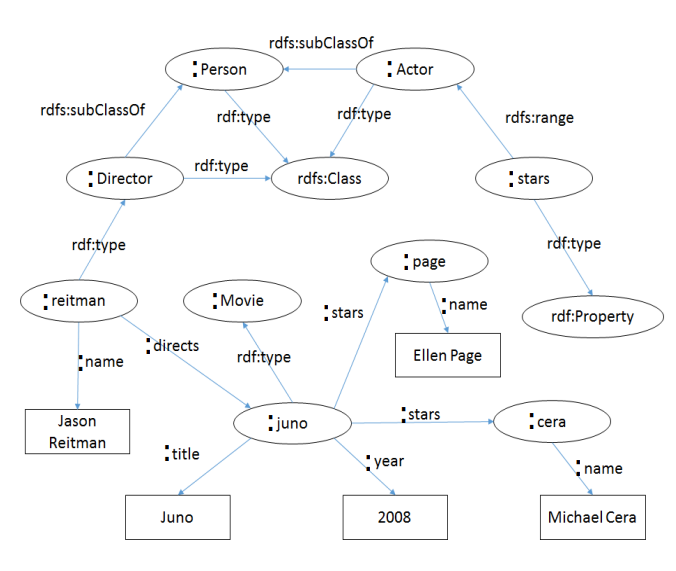 rdfs:subClassOf
:Person
:Actor
rdfs:subClassOf
rdf:type
rdf:type
rdfs:range
:Director
rdf:type
rdfs:Class
:stars
rdf:type
rdf:type
:page
:reitman
:Movie
:stars
:name
rdf:Property
:directs
:name
rdf:type
Ellen Page
Jason
Reitman
:juno
:stars
:cera
:title
:year
:name
Juno
2008
Michael Cera